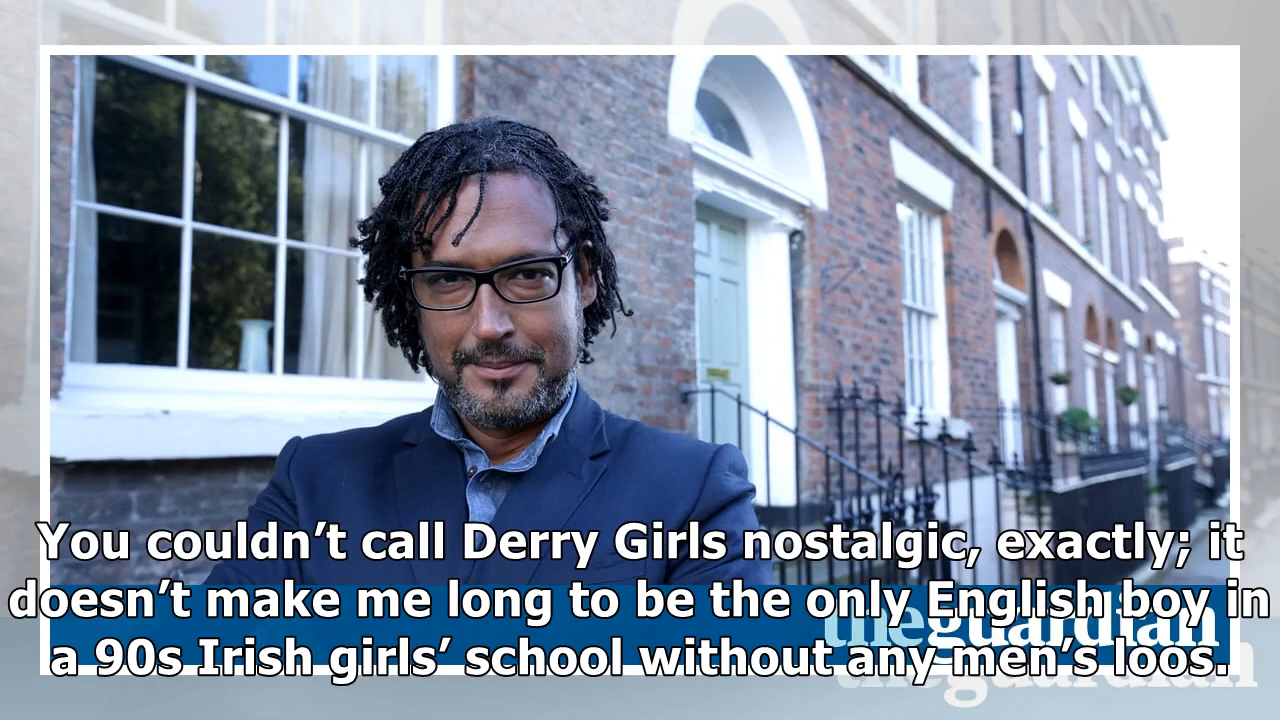 You couldn’t call Derry Girls nostalgic, exactly; it
doesn’t make me long to be the only English boy in
a 90s Irish girls’ school without any men’s loos.
theguardian
theguardian